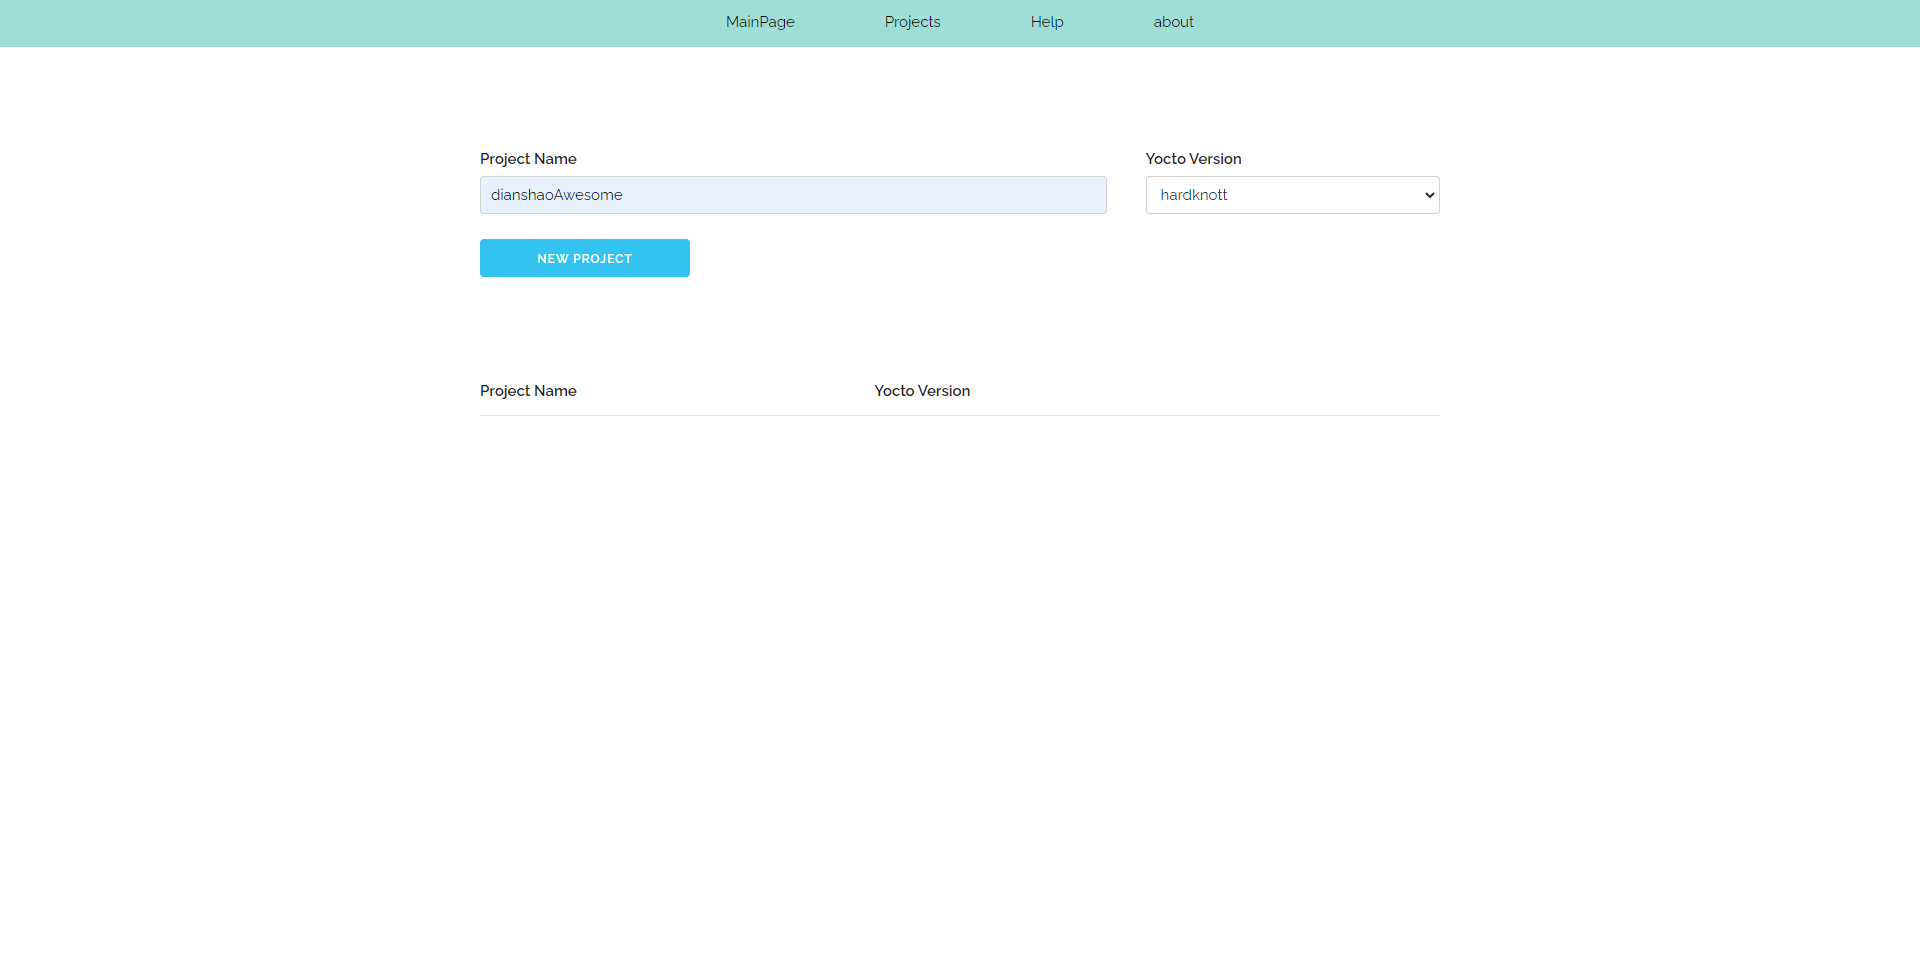 MainPage Projects Help about
Project Name Yocto Version
dianshaoAwesome hardknott
NEW PROJECT
Project Name Yocto Version